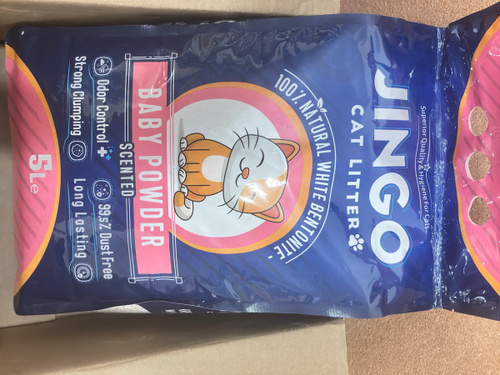 JINGO
CAT LITTER
Superior Quality & Hygiene For Cats
100% NATURAL WHITE BENTONITE -
BABY POWDER
SCENTED
Odor Control
99.5% Dust Free
Strong Clumping
Long Lasting
5Le